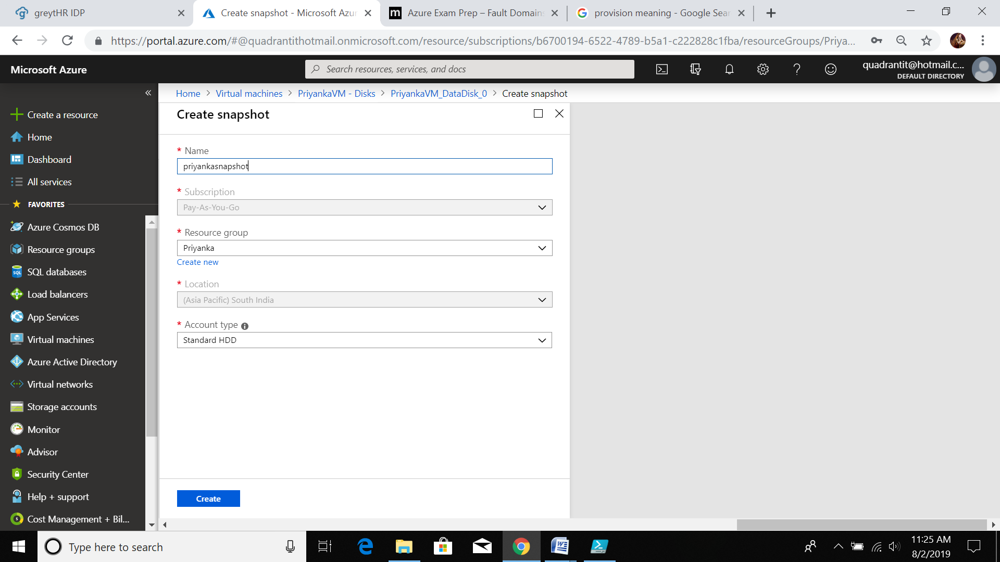 greytHR IDP
Create snapshot - Microsoft Azur
Azure Exam Prep – Fault Domains
provision meaning - Google Sear
https://portal.azure.com/#@quadrantithotmail.onmicrosoft.com/resource/subscriptions/b6700194-6522-4789-b5a1-c222828c1fba/resourceGroups/Priya...
Microsoft Azure
Search resources, services, and docs
quadrantit@hotmail.c...
DEFAULT DIRECTORY
Home > Virtual machines > PriyankaVM - Disks > PriyankaVM_DataDisk_0 > Create snapshot
Create a resource
Home
Dashboard
All services
FAVORITES
Azure Cosmos DB
Resource groups
SQL databases
Load balancers
App Services
Virtual machines
Azure Active Directory
Virtual networks
Storage accounts
Monitor
Advisor
Security Center
Help + support
Cost Management + Bil...
Create snapshot
* Name
priyankasnapshot
* Subscription
Pay-As-You-Go
* Resource group
Priyanka
Create new
* Location
(Asia Pacific) South India
* Account type
Standard HDD
Create
Type here to search
11:25 AM
8/2/2019